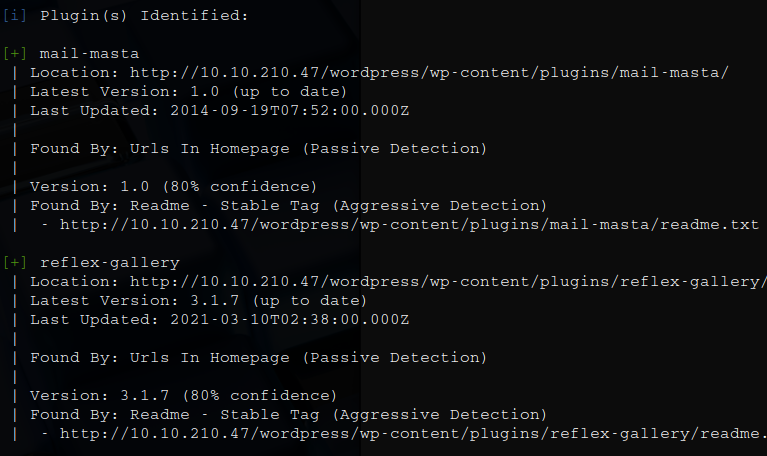 [i] Plugin(s) Identified:
[+] mail-masta
| Location: http://10.10.210.47/wordpress/wp-content/plugins/mail-masta/
| Latest Version: 1.0 (up to date)
| Last Updated: 2014-09-19T07:52:00.000Z
|
| Found By: Urls In Homepage (Passive Detection)
|
| Version: 1.0 (80% confidence)
| Found By: Readme - Stable Tag (Aggressive Detection)
|  - http://10.10.210.47/wordpress/wp-content/plugins/mail-masta/readme.txt
[+] reflex-gallery
| Location: http://10.10.210.47/wordpress/wp-content/plugins/reflex-gallery/
| Latest Version: 3.1.7 (up to date)
| Last Updated: 2021-03-10T02:38:00.000Z
|
| Found By: Urls In Homepage (Passive Detection)
|
| Version: 3.1.7 (80% confidence)
| Found By: Readme - Stable Tag (Aggressive Detection)
|  - http://10.10.210.47/wordpress/wp-content/plugins/reflex-gallery/readme.